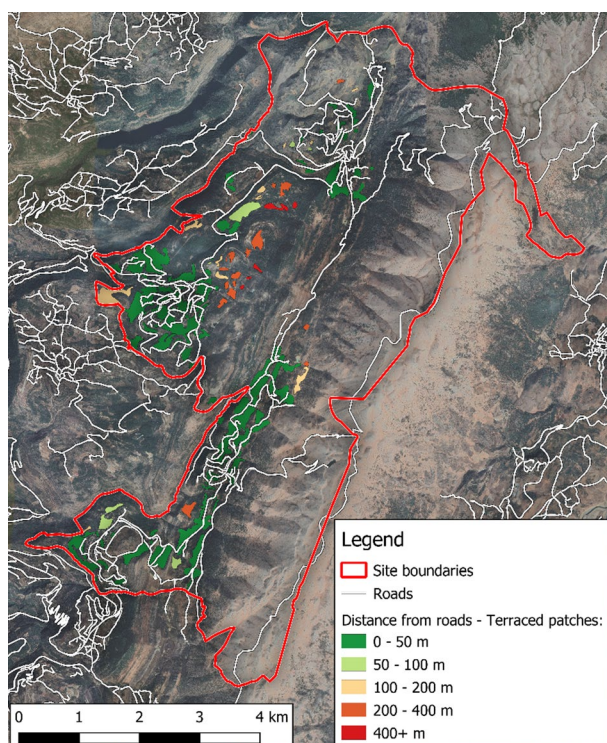 Legend
Site boundaries
Roads
Distance from roads - Terraced patches:
0 - 50 m
50 - 100 m
100 - 200 m
200 - 400 m
400+ m
0 1 2 3 4 km